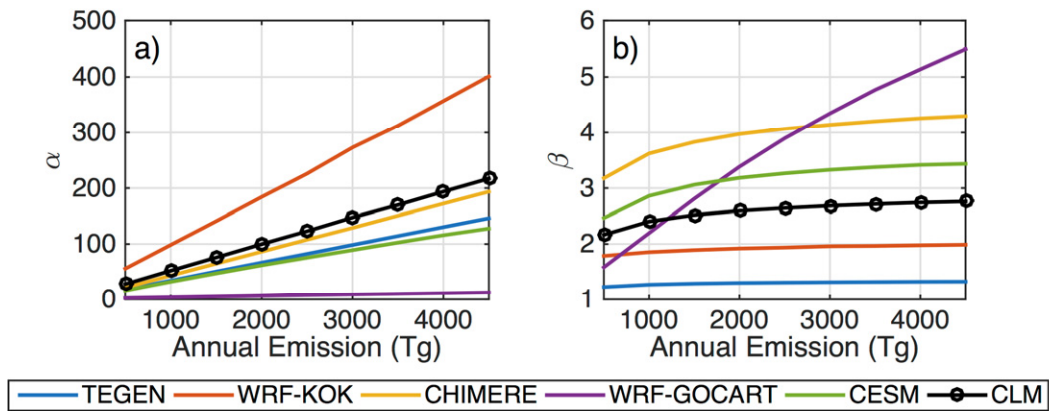 a)
500
400
300
200
100
0
α
1000 2000 3000 4000
Annual Emission (Tg)
b)
6
5
4
3
2
1
β
1000 2000 3000 4000
Annual Emission (Tg)
TEGEN WRF-KOK CHIMERE WRF-GOCART CESM CLM